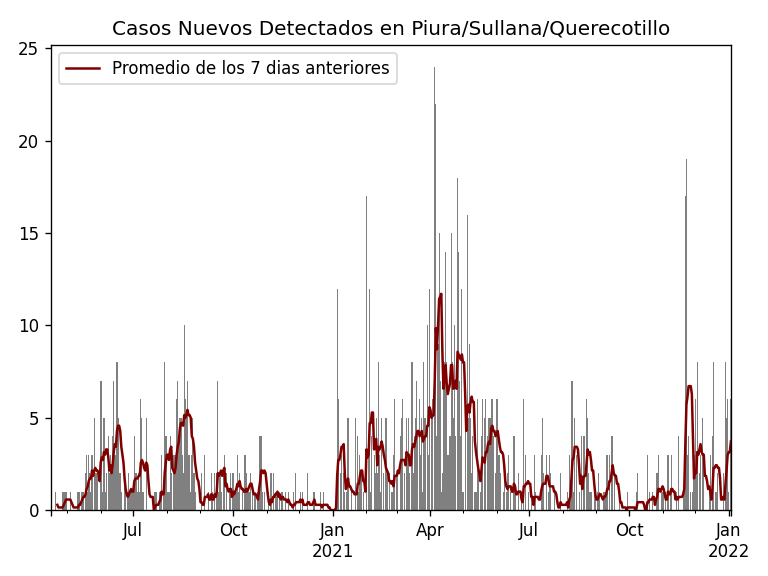 Casos Nuevos Detectados en Piura/Sullana/Querecotillo
Promedio de los 7 dias anteriores
25
20
15
10
5
0
Jul Oct Jan Apr Jul Oct Jan
2021 2022